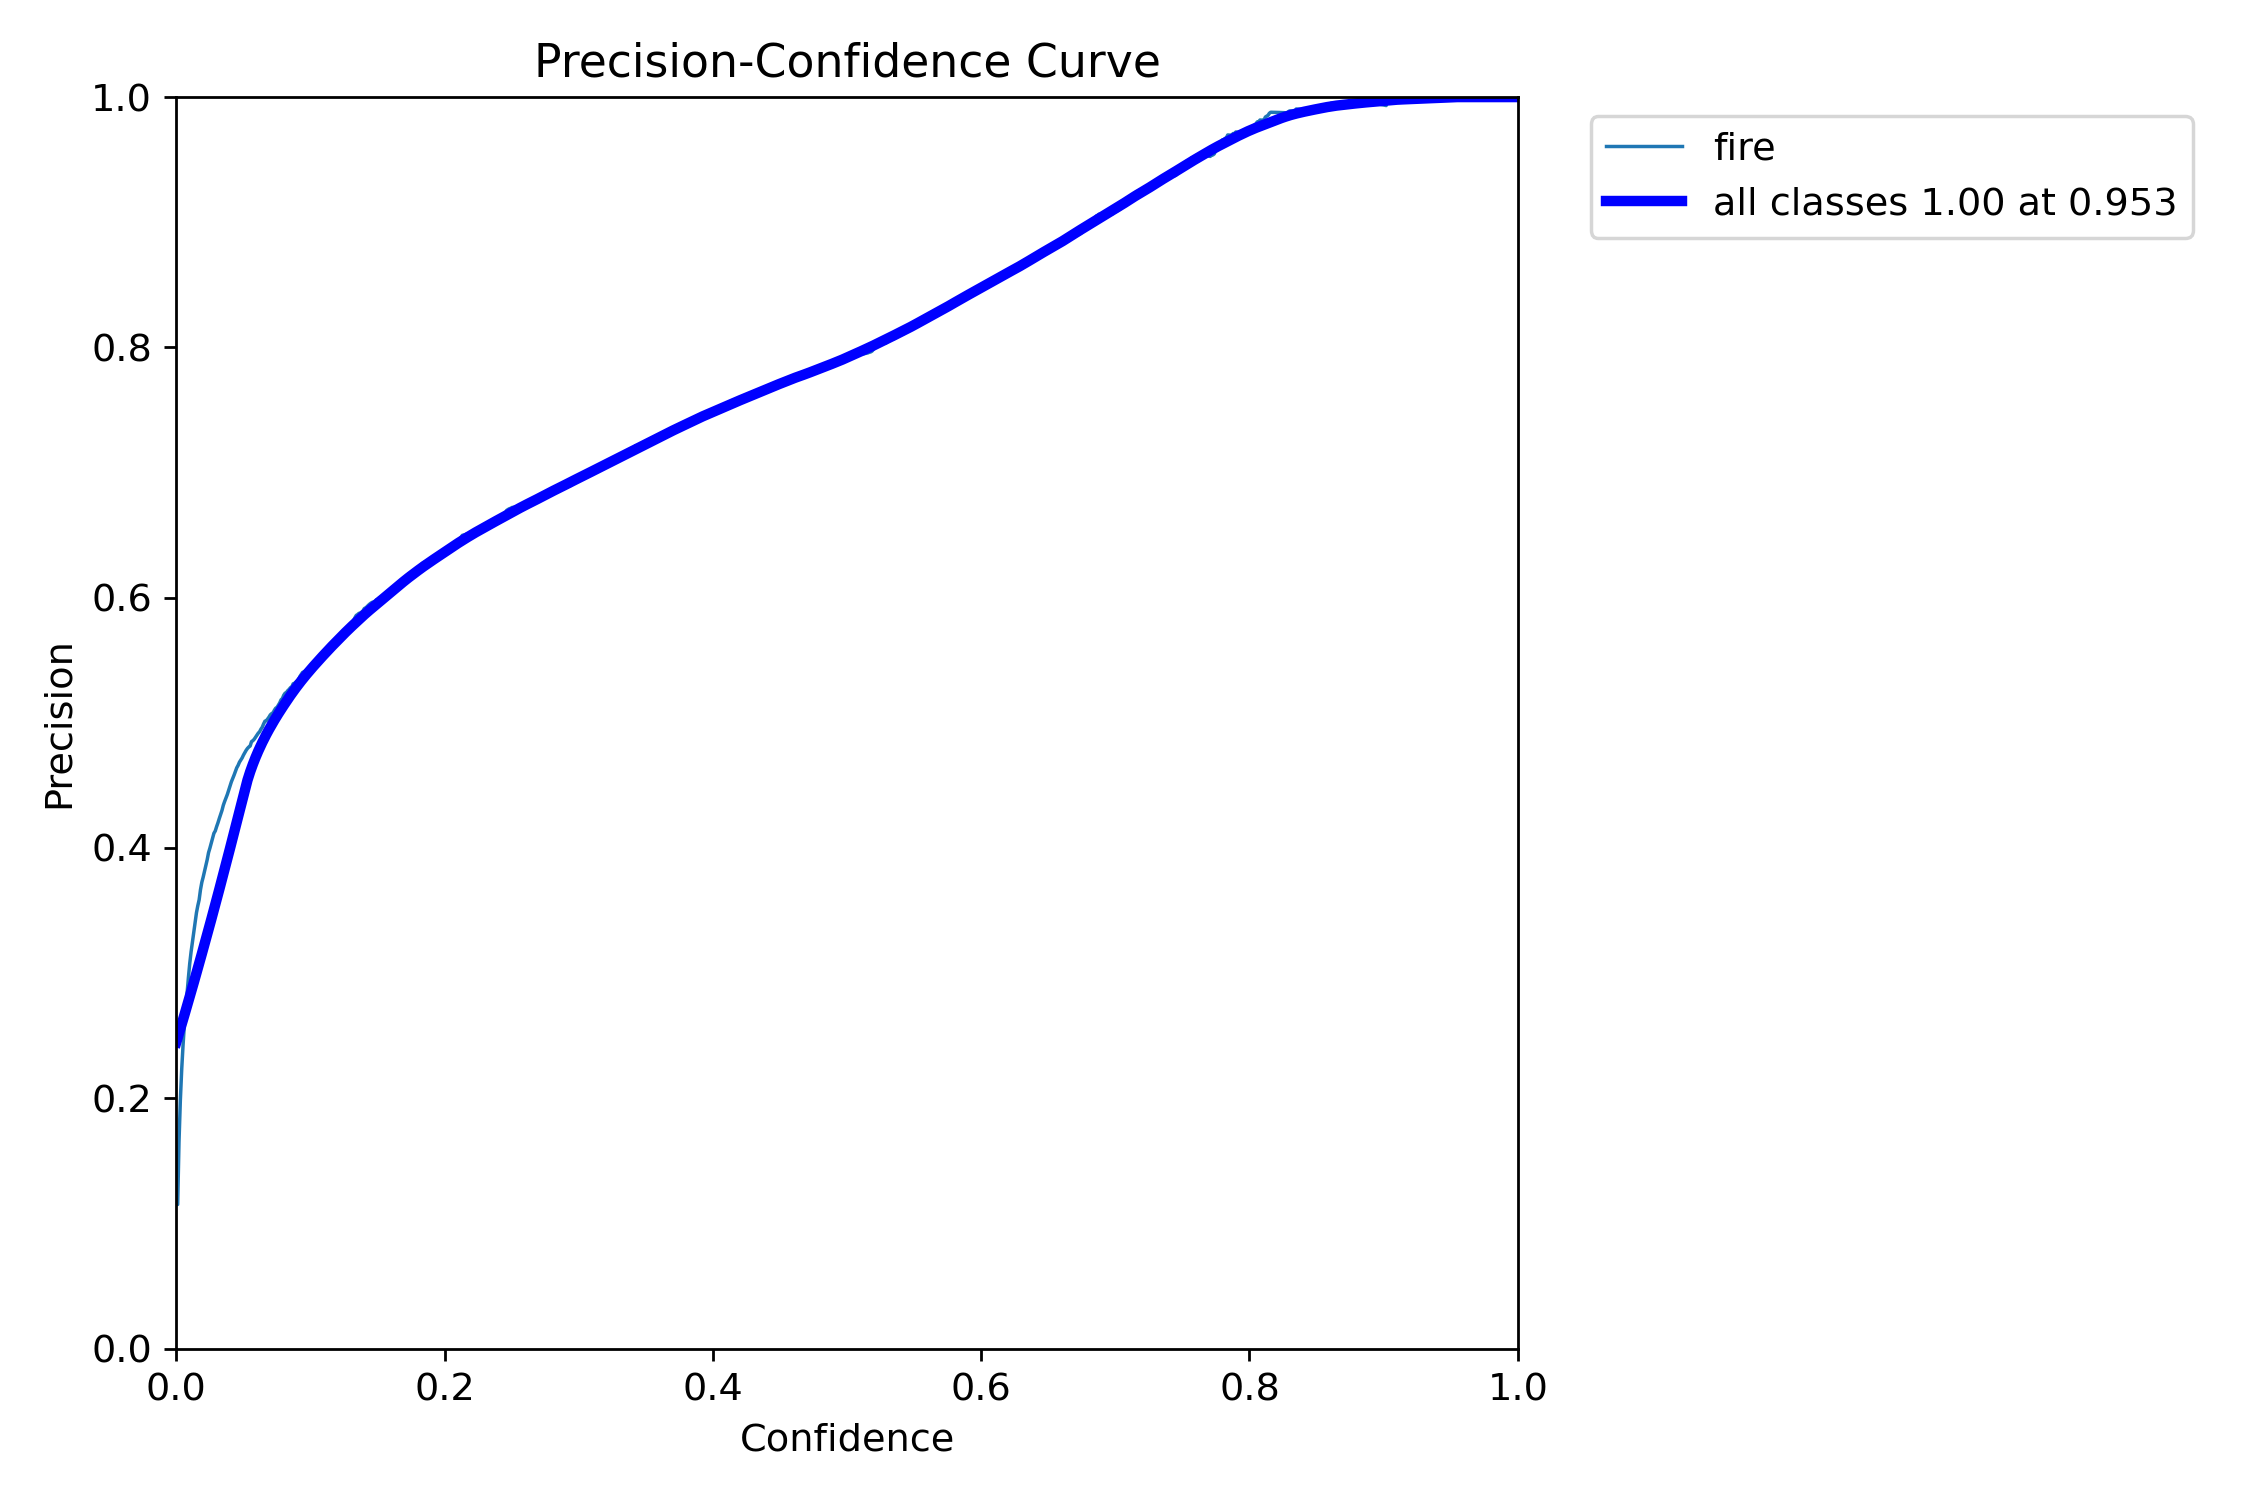 Precision-Confidence Curve
1.0
0.8
0.6
0.4
0.2
0.0
Precision
0.0 0.2 0.4 0.6 0.8 1.0
Confidence
fire
all classes 1.00 at 0.953